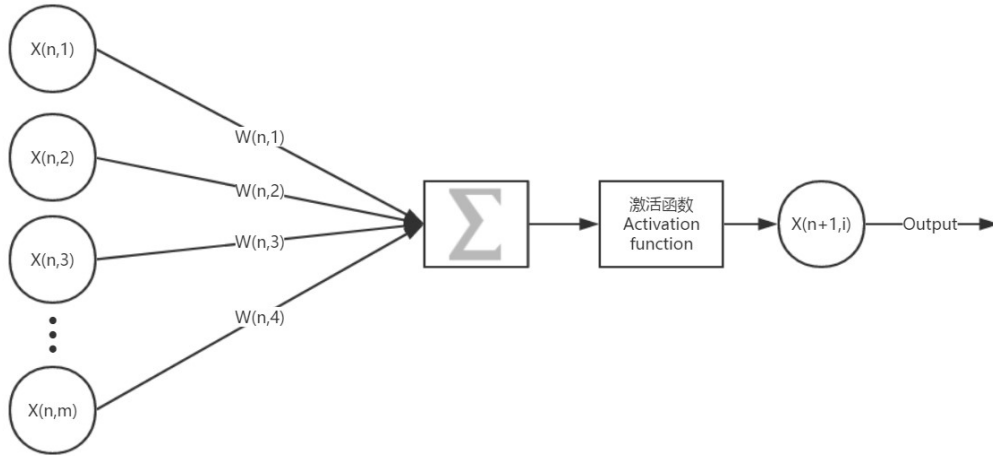 X(n,1)
W(n,1)
X(n,2)
W(n,2)
X(n,3)
W(n,3)
W(n,4)
X(n,m)
Σ
激活函数
Activation
function
X(n+1,i)
Output